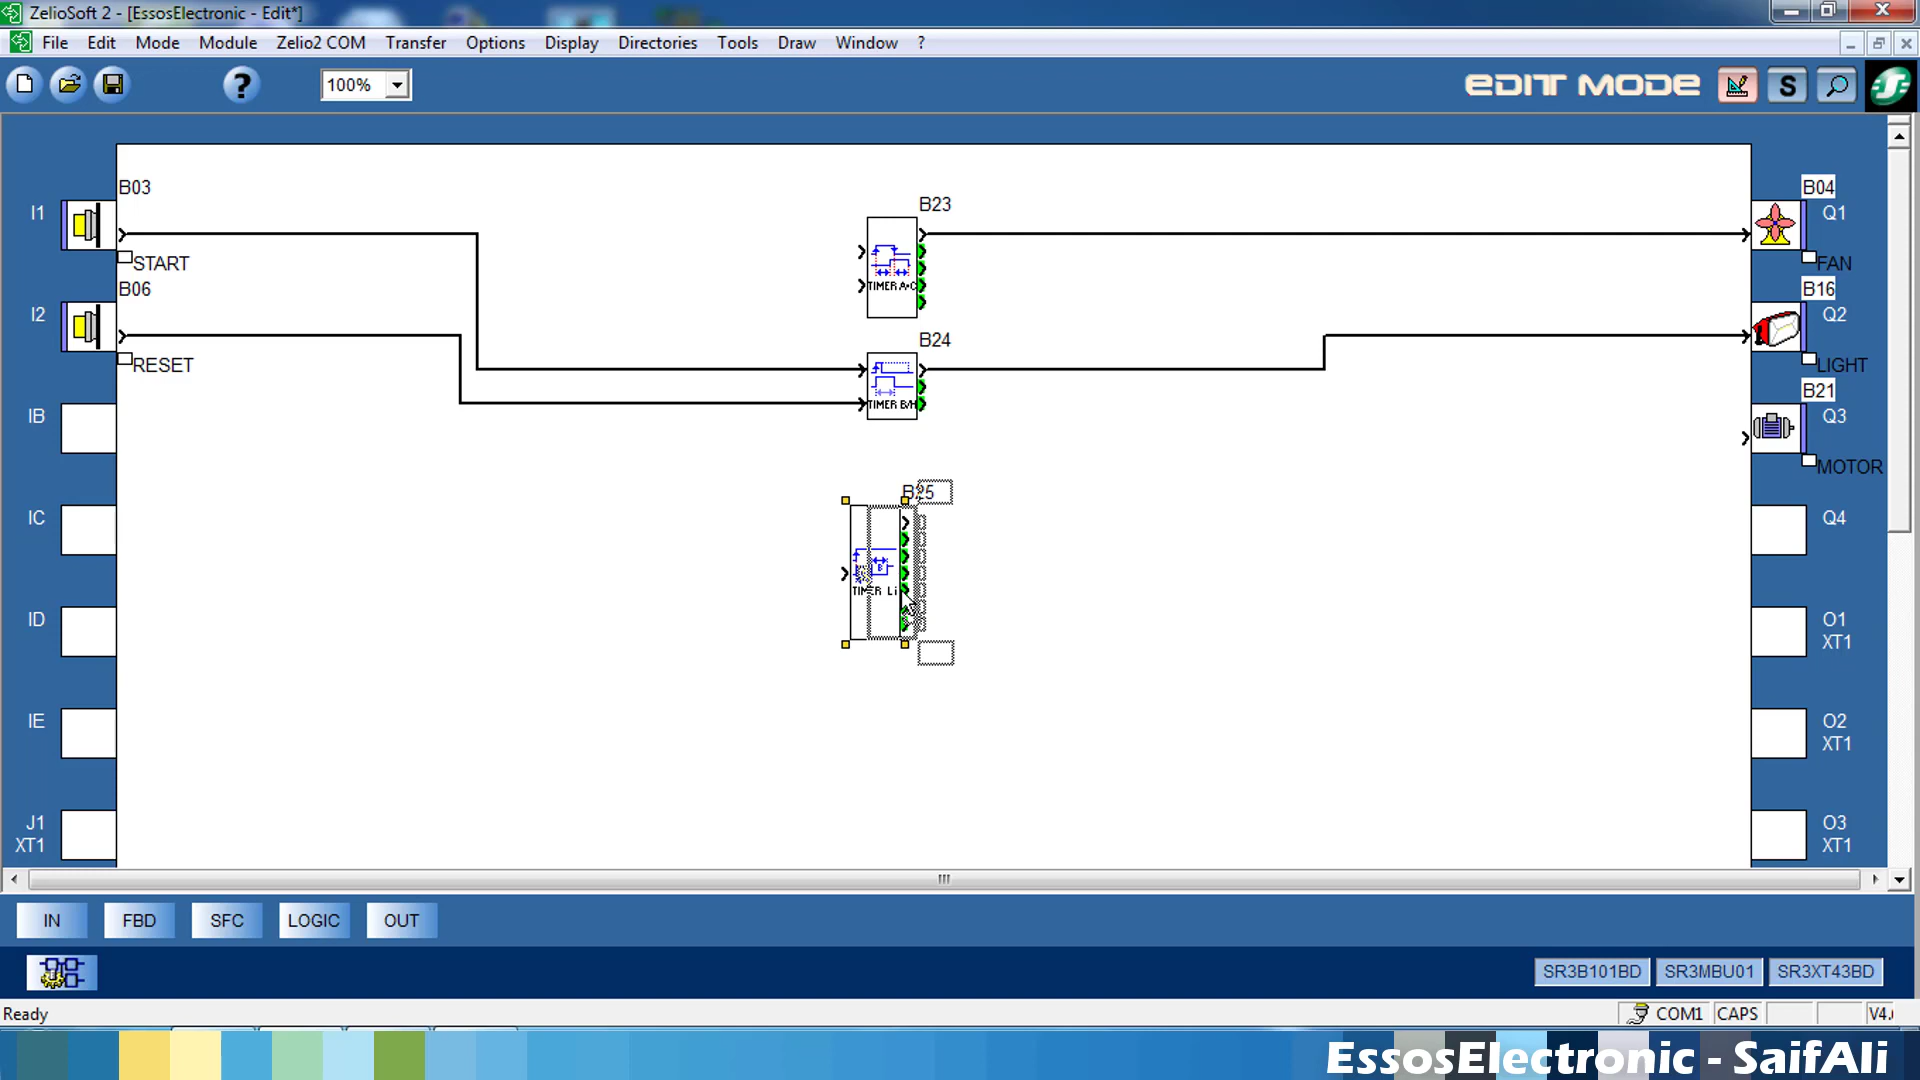 ZelioSoft 2 - [EssosElectronic - Edit*]
File Edit Mode Module Zelio2 COM Transfer Options Display Directories Tools Draw Window ?
? 100% EDIT MODE S
B03
B23
B04
I1
Q1
START
FAN
TIMER A•C
B06
B16
I2
Q2
B24
RESET
LIGHT
B21
TIMER B/H
IB
Q3
MOTOR
B25
IC
Q4
TIMER Li
ID
O1
XT1
IE
O2
XT1
J1
XT1
O3
XT1
IN FBD SFC LOGIC OUT
SR3B101BD SR3MBU01 SR3XT43BD
Ready COM1 CAPS
EssosElectronic - SaifAli